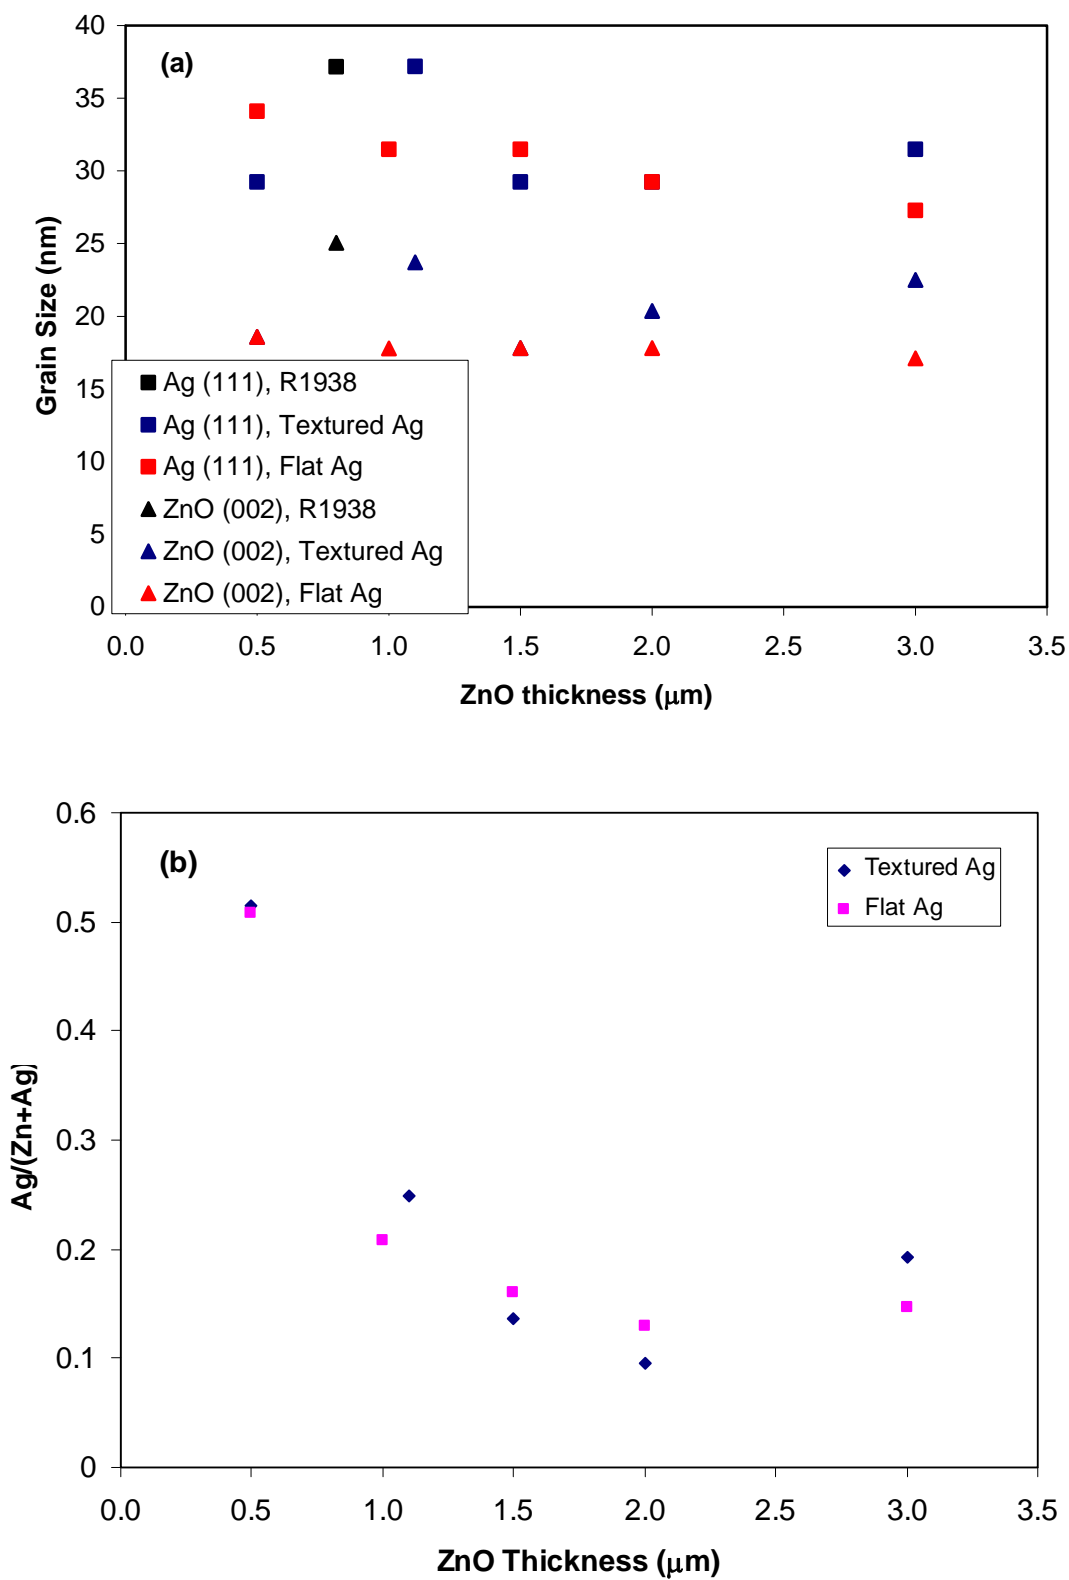 40
(a)
35
30
25
20
15
10
5
0
Grain Size (nm)
Ag (111), R1938
Ag (111), Textured Ag
Ag (111), Flat Ag
ZnO (002), R1938
ZnO (002), Textured Ag
ZnO (002), Flat Ag
0.0 0.5 1.0 1.5 2.0 2.5 3.0 3.5
ZnO thickness (μm)
0.6
(b)
Textured Ag
Flat Ag
0.5
0.4
0.3
0.2
0.1
0
Ag/(Zn+Ag)
0.0 0.5 1.0 1.5 2.0 2.5 3.0 3.5
ZnO Thickness (μm)